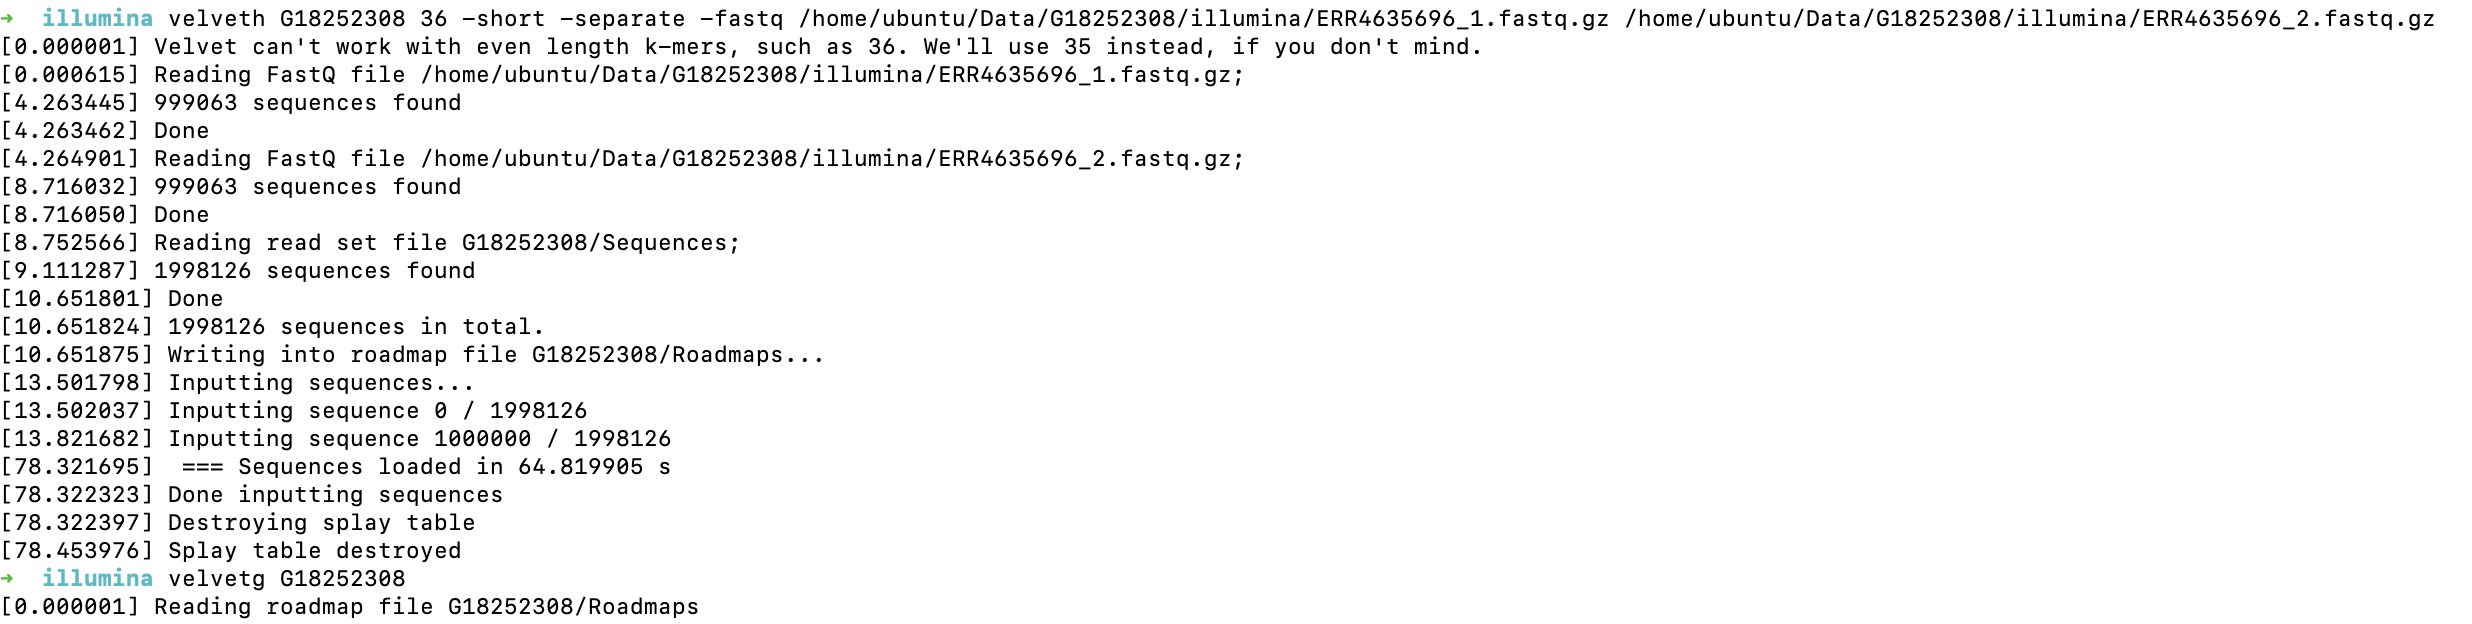 ➜  illumina velveth G18252308 36 -short -separate -fastq /home/ubuntu/Data/G18252308/illumina/ERR4635696_1.fastq.gz /home/ubuntu/Data/G18252308/illumina/ERR4635696_2.fastq.gz
[0.000001] Velvet can't work with even length k-mers, such as 36. We'll use 35 instead, if you don't mind.
[0.000615] Reading FastQ file /home/ubuntu/Data/G18252308/illumina/ERR4635696_1.fastq.gz;
[4.263445] 999063 sequences found
[4.263462] Done
[4.264901] Reading FastQ file /home/ubuntu/Data/G18252308/illumina/ERR4635696_2.fastq.gz;
[8.716032] 999063 sequences found
[8.716050] Done
[8.752566] Reading read set file G18252308/Sequences;
[9.111287] 1998126 sequences found
[10.651801] Done
[10.651824] 1998126 sequences in total.
[10.651875] Writing into roadmap file G18252308/Roadmaps...
[13.501798] Inputting sequences...
[13.502037] Inputting sequence 0 / 1998126
[13.821682] Inputting sequence 1000000 / 1998126
[78.321695]  === Sequences loaded in 64.819905 s
[78.322323] Done inputting sequences
[78.322397] Destroying splay table
[78.453976] Splay table destroyed
➜  illumina velvetg G18252308
[0.000001] Reading roadmap file G18252308/Roadmaps